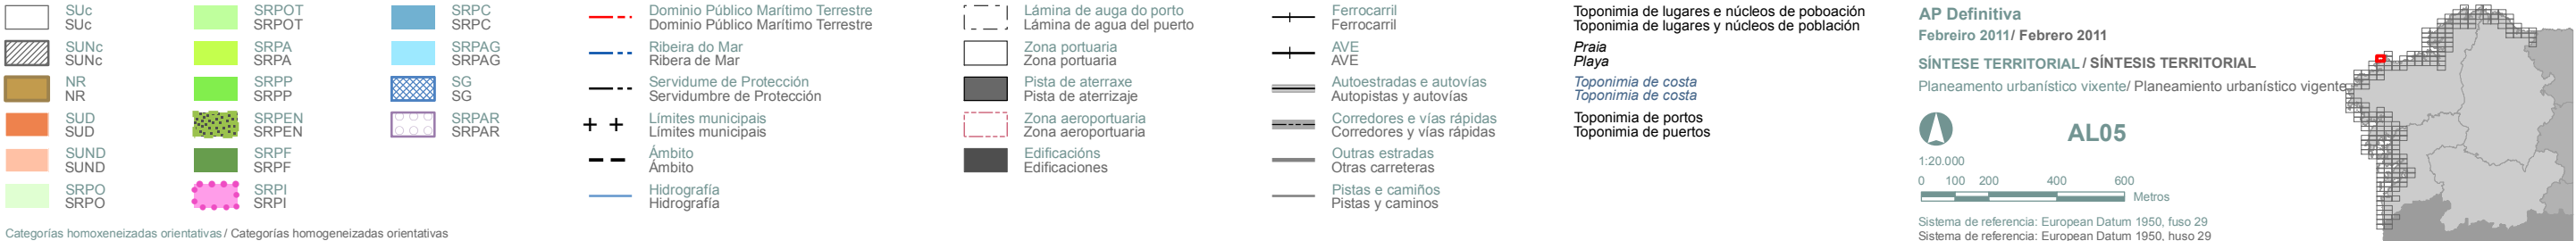 SUc
SUc
SUNc
SUNc
NR
NR
SUD
SUD
SUND
SUND
SRPO
SRPO
SRPOT
SRPOT
SRPA
SRPA
SRPP
SRPP
SRPEN
SRPEN
SRPF
SRPF
SRPI
SRPI
SRPC
SRPC
SRPAG
SRPAG
SG
SG
SRPAR
SRPAR
Categorías homoxeneizadas orientativas / Categorías homogeneizadas orientativas
Dominio Público Marítimo Terrestre
Dominio Público Marítimo Terrestre
Ribeira do Mar
Ribera de Mar
Servidume de Protección
Servidumbre de Protección
Límites municipais
Límites municipais
Ámbito
Ámbito
Hidrografía
Hidrografía
Lámina de auga do porto
Lámina de agua del puerto
Zona portuaria
Zona portuaria
Pista de aterraxe
Pista de aterrizaje
Zona aeroportuaria
Zona aeroportuaria
Edificacións
Edificaciones
Ferrocarril
Ferrocarril
AVE
AVE
Autoestradas e autovías
Autopistas y autovías
Corredores e vías rápidas
Corredores y vías rápidas
Outras estradas
Otras carreteras
Pistas e camiños
Pistas y caminos
Toponimia de lugares e núcleos de poboación
Toponimia de lugares y núcleos de población
Praia
Playa
Toponimia de costa
Toponimia de costa
Toponimia de portos
Toponimia de puertos
AP Definitiva
Febreiro 2011/ Febrero 2011
SÍNTESE TERRITORIAL / SÍNTESIS TERRITORIAL
Planeamento urbanístico vixente/ Planeamiento urbanístico vigente
AL05
1:20.000
0 100 200 400 600
Metros
Sistema de referencia: European Datum 1950, fuso 29
Sistema de referencia: European Datum 1950, huso 29